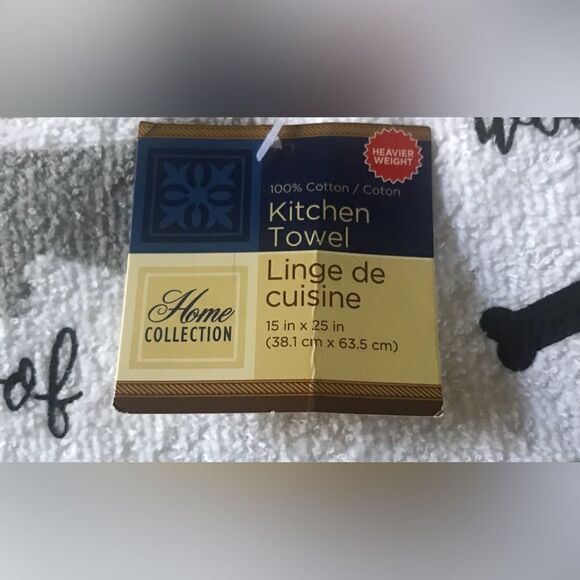 HEAVIER
WEIGHT
100% Cotton / Coton
Kitchen
Towel
Linge de
cuisine
15 in x 25 in
(38.1 cm x 63.5 cm)
Home
COLLECTION
of